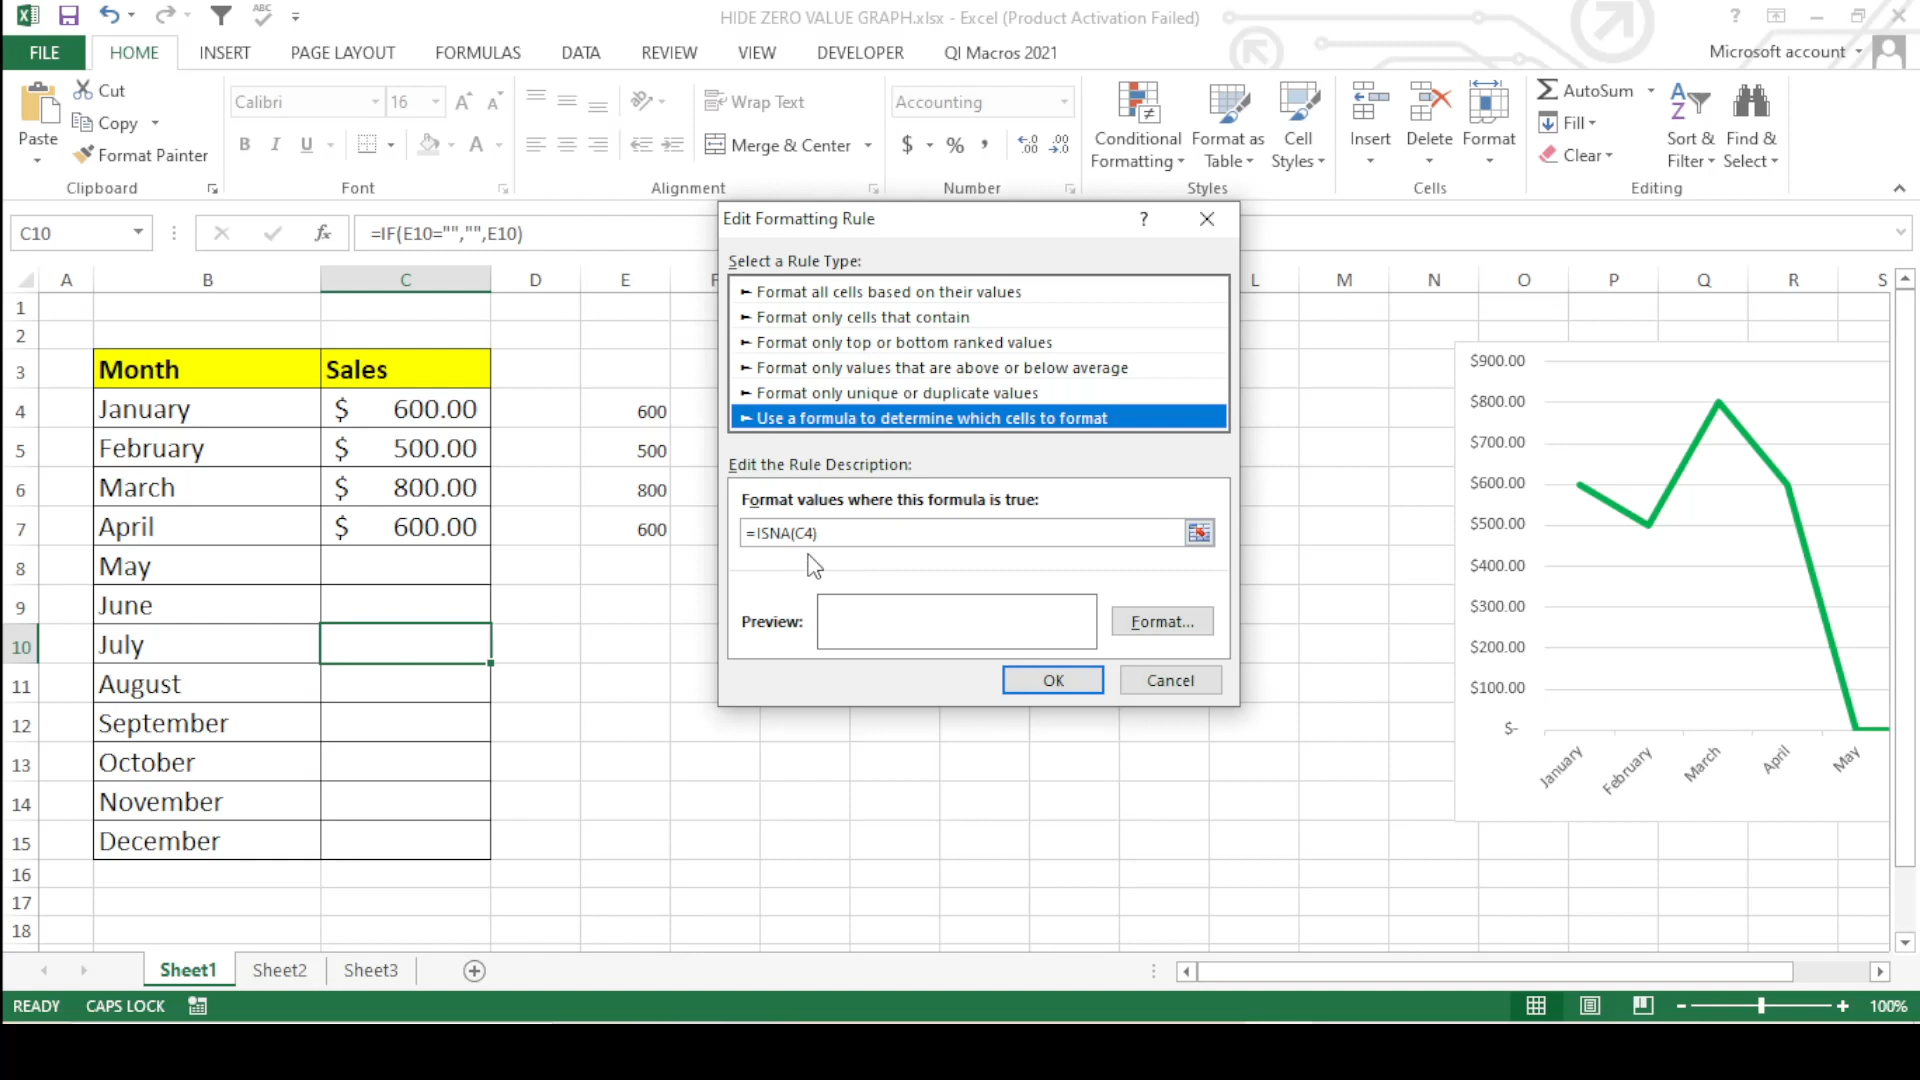 HIDE ZERO VALUE GRAPH.xlsx - Excel (Product Activation Failed)
FILE HOME INSERT PAGE LAYOUT FORMULAS DATA REVIEW VIEW DEVELOPER QI Macros 2021 Microsoft account
Cut
Copy
Format Painter
Paste
Clipboard
Calibri 16
B I U
Font
Wrap Text
Merge & Center
Alignment
Accounting
$ % ,
Number
Conditional Formatting
Format as Table
Cell Styles
Styles
Insert Delete Format
Cells
AutoSum
Fill
Clear
Sort & Filter
Find & Select
Editing
C10 fx =IF(E10="","",E10)
A B C D E F L M N O P Q R S
1
2
3 Month Sales
4 January $ 600.00 600
5 February $ 500.00 500
6 March $ 800.00 800
7 April $ 600.00 600
8 May
9 June
10 July
11 August
12 September
13 October
14 November
15 December
16
17
18
Edit Formatting Rule ?
Select a Rule Type:
► Format all cells based on their values
► Format only cells that contain
► Format only top or bottom ranked values
► Format only values that are above or below average
► Format only unique or duplicate values
► Use a formula to determine which cells to format
Edit the Rule Description:
Format values where this formula is true:
=ISNA(C4)
Preview: Format...
OK Cancel
$900.00
$800.00
$700.00
$600.00
$500.00
$400.00
$300.00
$200.00
$100.00
$-
January February March April May
Sheet1 Sheet2 Sheet3
READY CAPS LOCK 100%